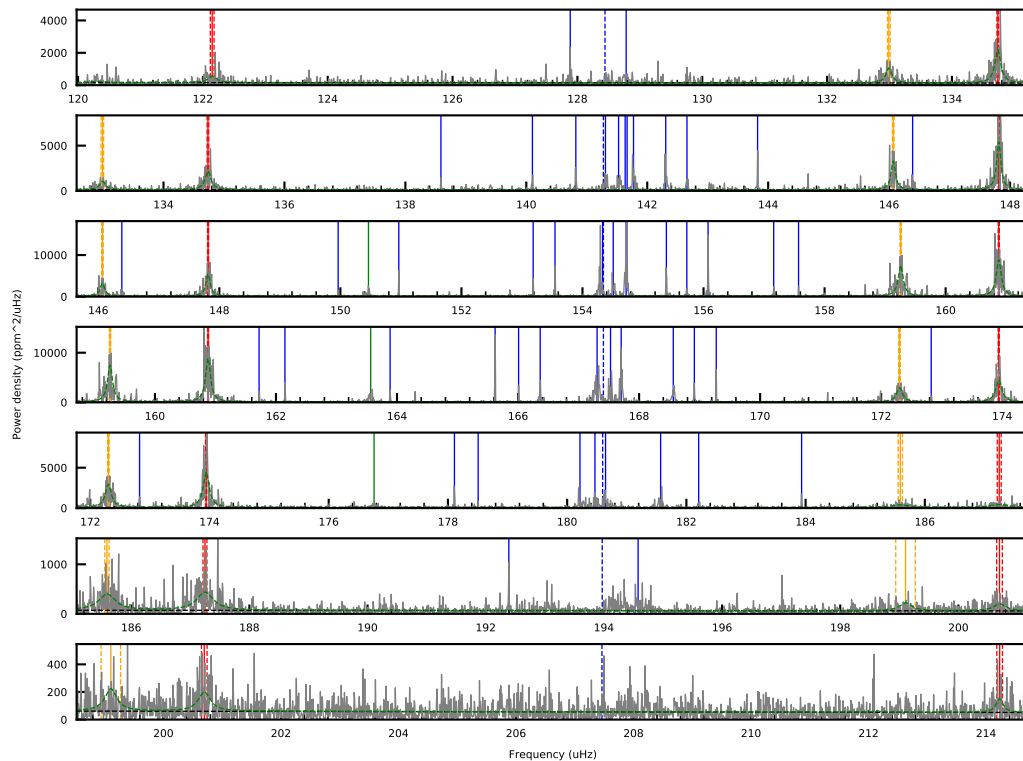 4000
2000
0
120 122 124 126 128 130 132 134
5000
0
134 136 138 140 142 144 146 148
10000
0
146 148 150 152 154 156 158 160
Power density (ppm^2/uHz)
10000
0
160 162 164 166 168 170 172 174
5000
0
172 174 176 178 180 182 184 186
1000
0
186 188 190 192 194 196 198 200
400
200
0
200 202 204 206 208 210 212 214
Frequency (uHz)